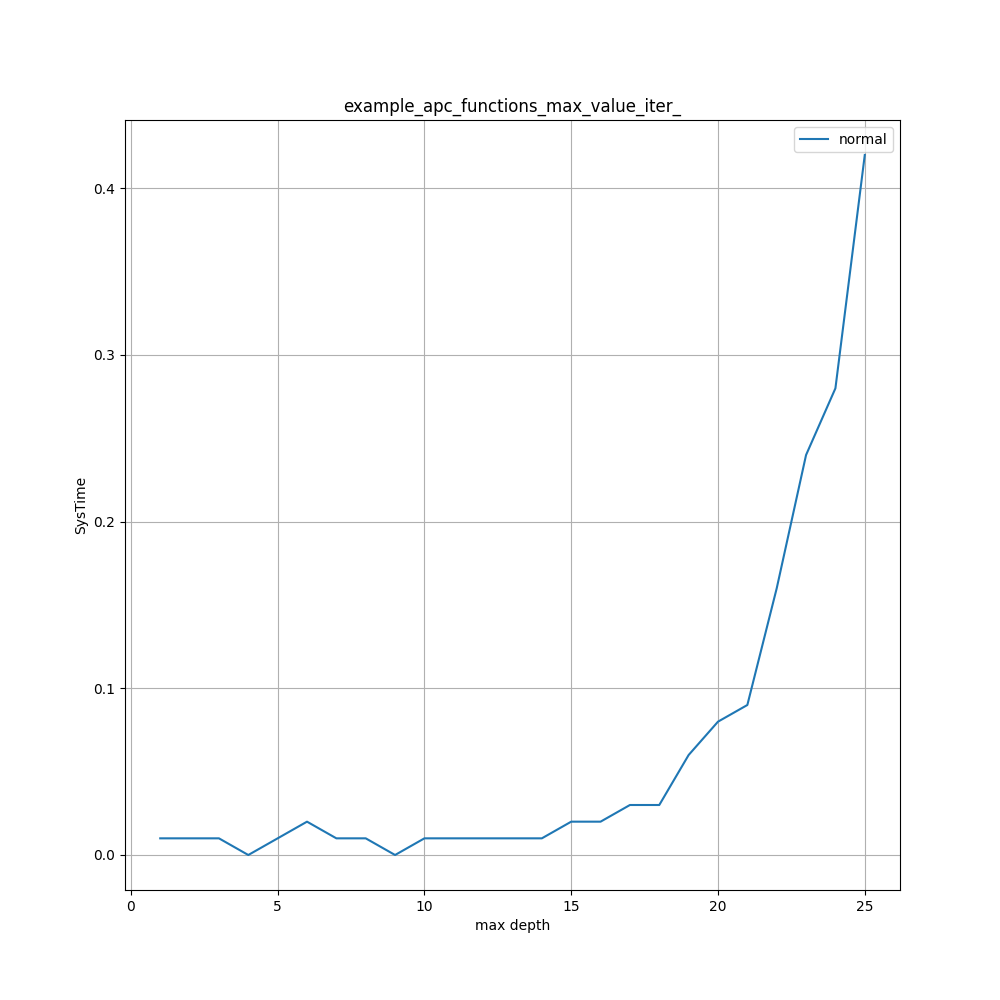 example_apc_functions_max_value_iter_
normal
0.4
0.3
0.2
0.1
0.0
SysTime
0 5 10 15 20 25
max depth